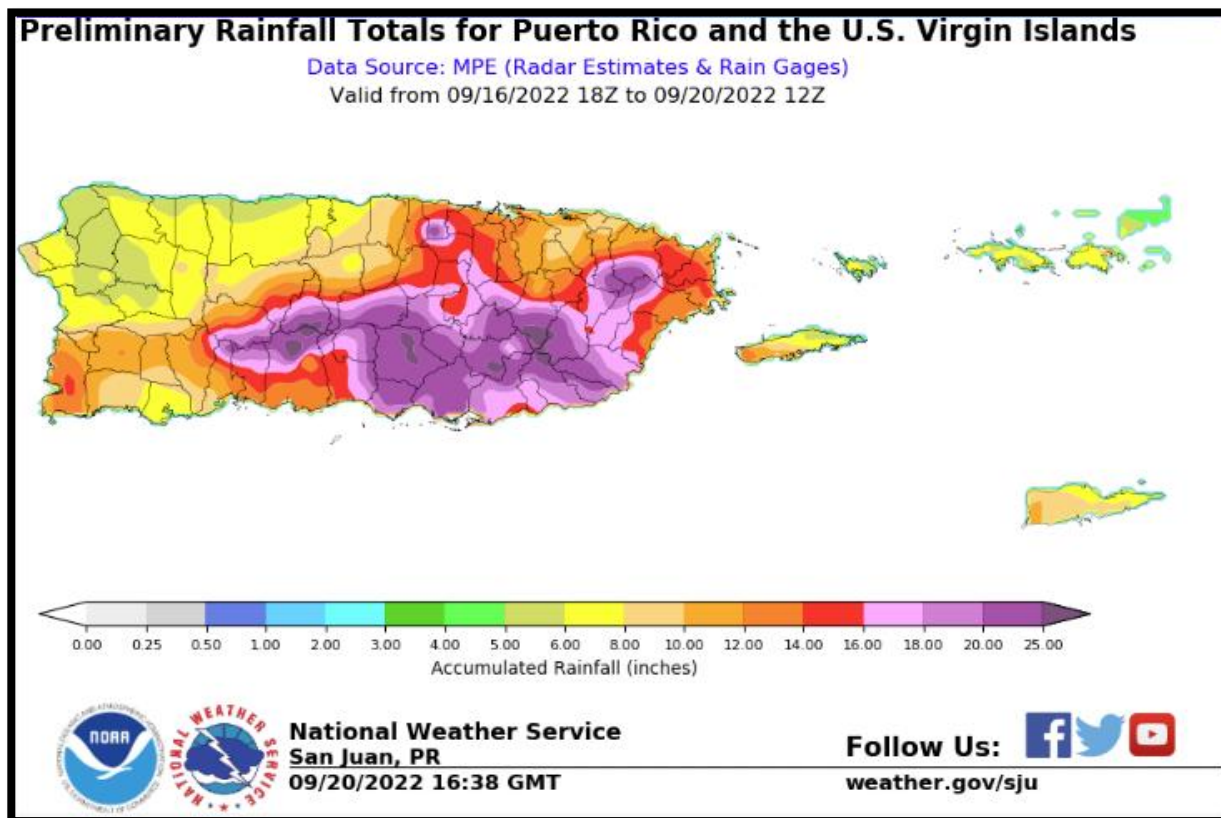 Preliminary Rainfall Totals for Puerto Rico and the U.S. Virgin Islands
Data Source: MPE (Radar Estimates & Rain Gages)
Valid from 09/16/2022 18Z to 09/20/2022 12Z
0.00 0.25 0.50 1.00 2.00 3.00 4.00 5.00 6.00 8.00 10.00 12.00 14.00 16.00 18.00 20.00 25.00
Accumulated Rainfall (inches)
NOAA
NATIONAL WEATHER SERVICE
National Weather Service
San Juan, PR
09/20/2022 16:38 GMT
Follow Us:
weather.gov/sju